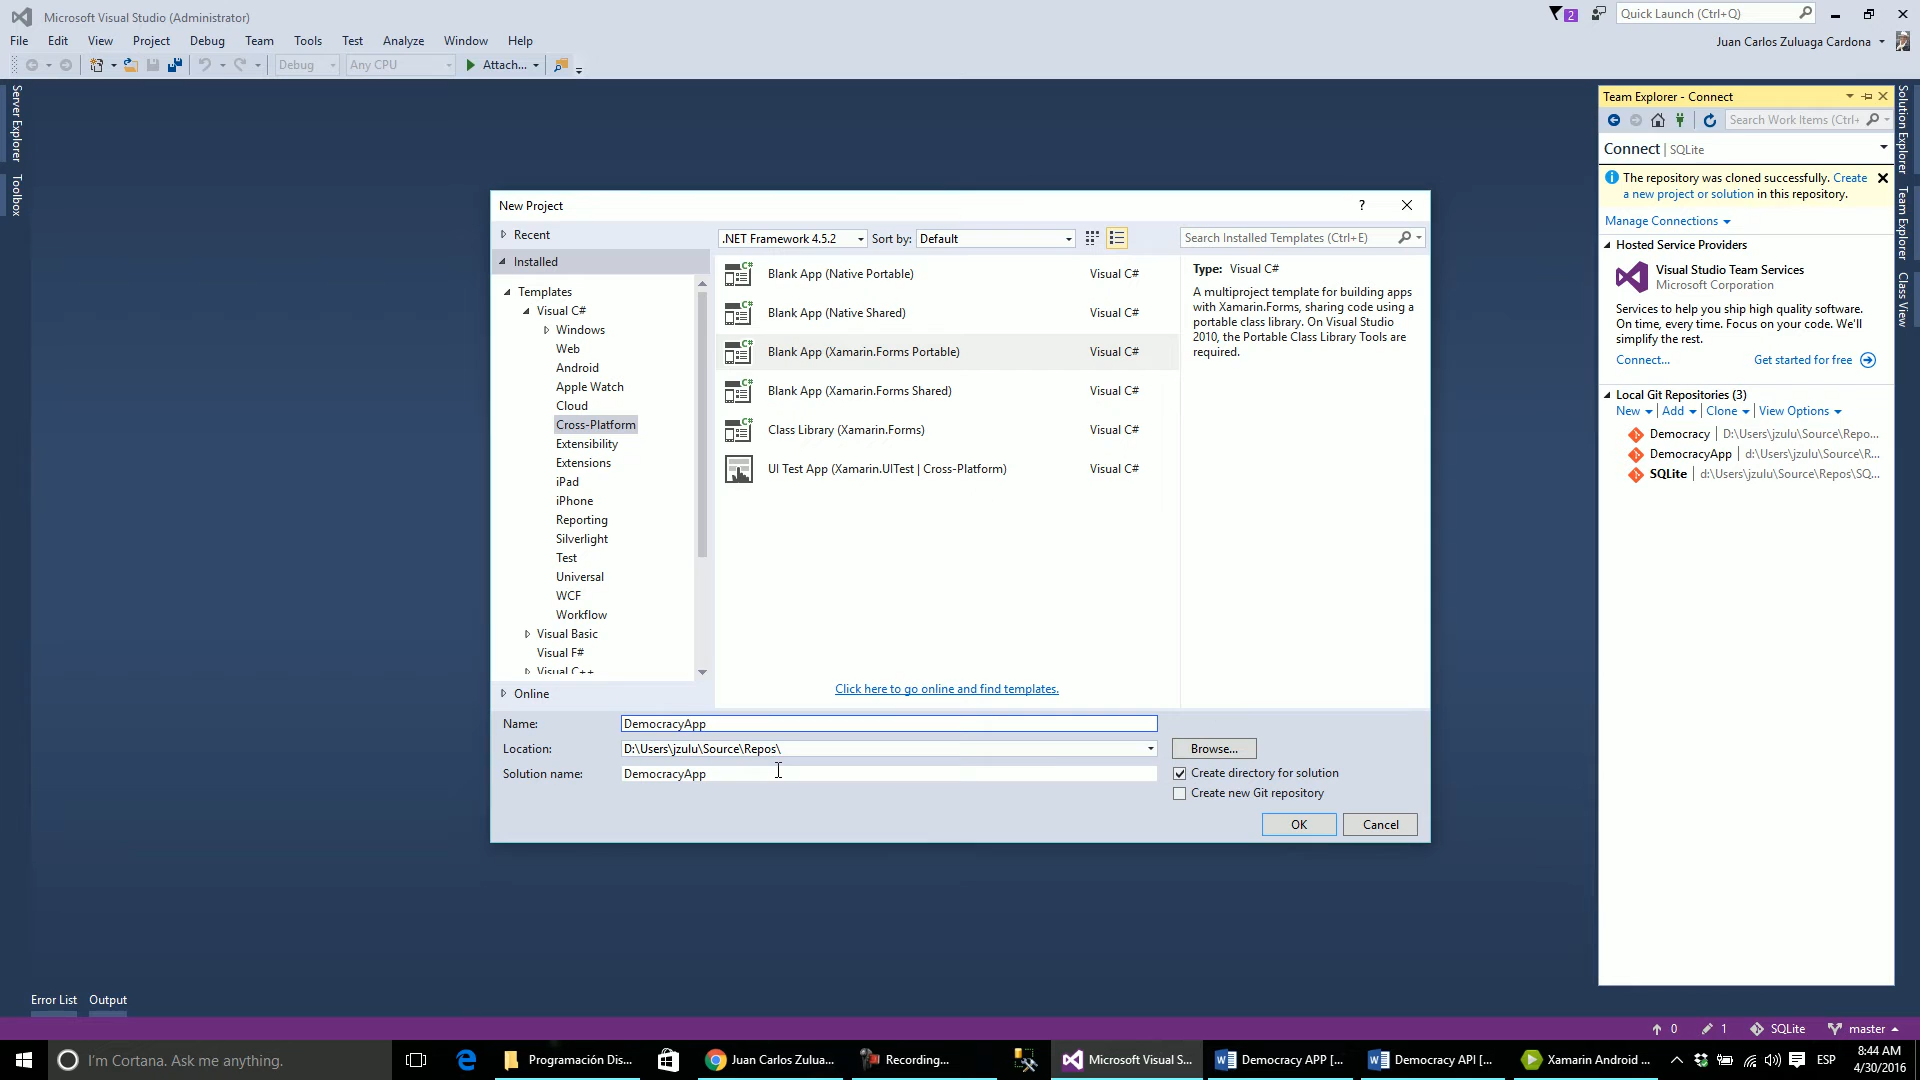 Microsoft Visual Studio (Administrator)
2
Quick Launch (Ctrl+Q)
File Edit View Project Debug Team Tools Test Analyze Window Help
Juan Carlos Zuluaga Cardona
Debug Any CPU Attach...
Server Explorer
Toolbox
Team Explorer - Connect
Search Work Items (Ctrl+
Connect | SQLite
The repository was cloned successfully. Create
a new project or solution in this repository.
Manage Connections
Hosted Service Providers
Visual Studio Team Services
Microsoft Corporation
Services to help you ship high quality software.
On time, every time. Focus on your code. We'll
simplify the rest.
Connect... Get started for free
Local Git Repositories (3)
New | Add | Clone | View Options
Democracy | D:\Users\jzulu\Source\Repo...
DemocracyApp | d:\Users\jzulu\Source\R...
SQLite | d:\Users\jzulu\Source\Repos\SQ...
Solution Explorer
Team Explorer
Class View
New Project
?
Recent
.NET Framework 4.5.2 Sort by: Default
Search Installed Templates (Ctrl+E)
Installed
Templates
Visual C#
Windows
Web
Android
Apple Watch
Cloud
Cross-Platform
Extensibility
Extensions
iPad
iPhone
Reporting
Silverlight
Test
Universal
WCF
Workflow
Visual Basic
Visual F#
Visual C++
Online
Blank App (Native Portable) Visual C#
Blank App (Native Shared) Visual C#
Blank App (Xamarin.Forms Portable) Visual C#
Blank App (Xamarin.Forms Shared) Visual C#
Class Library (Xamarin.Forms) Visual C#
UI Test App (Xamarin.UITest | Cross-Platform) Visual C#
Click here to go online and find templates.
Type: Visual C#
A multiproject template for building apps
with Xamarin.Forms, sharing code using a
portable class library. On Visual Studio
2010, the Portable Class Library Tools are
required.
Name: DemocracyApp
Location: D:\Users\jzulu\Source\Repos\ Browse...
Solution name: DemocracyApp
Create directory for solution
Create new Git repository
OK Cancel
Error List Output
0 1 SQLite master
I'm Cortana. Ask me anything.
Programación Dis...
Juan Carlos Zulua...
Recording...
Microsoft Visual S...
Democracy APP [...
Democracy API [...
Xamarin Android ...
ESP
8:44 AM
4/30/2016